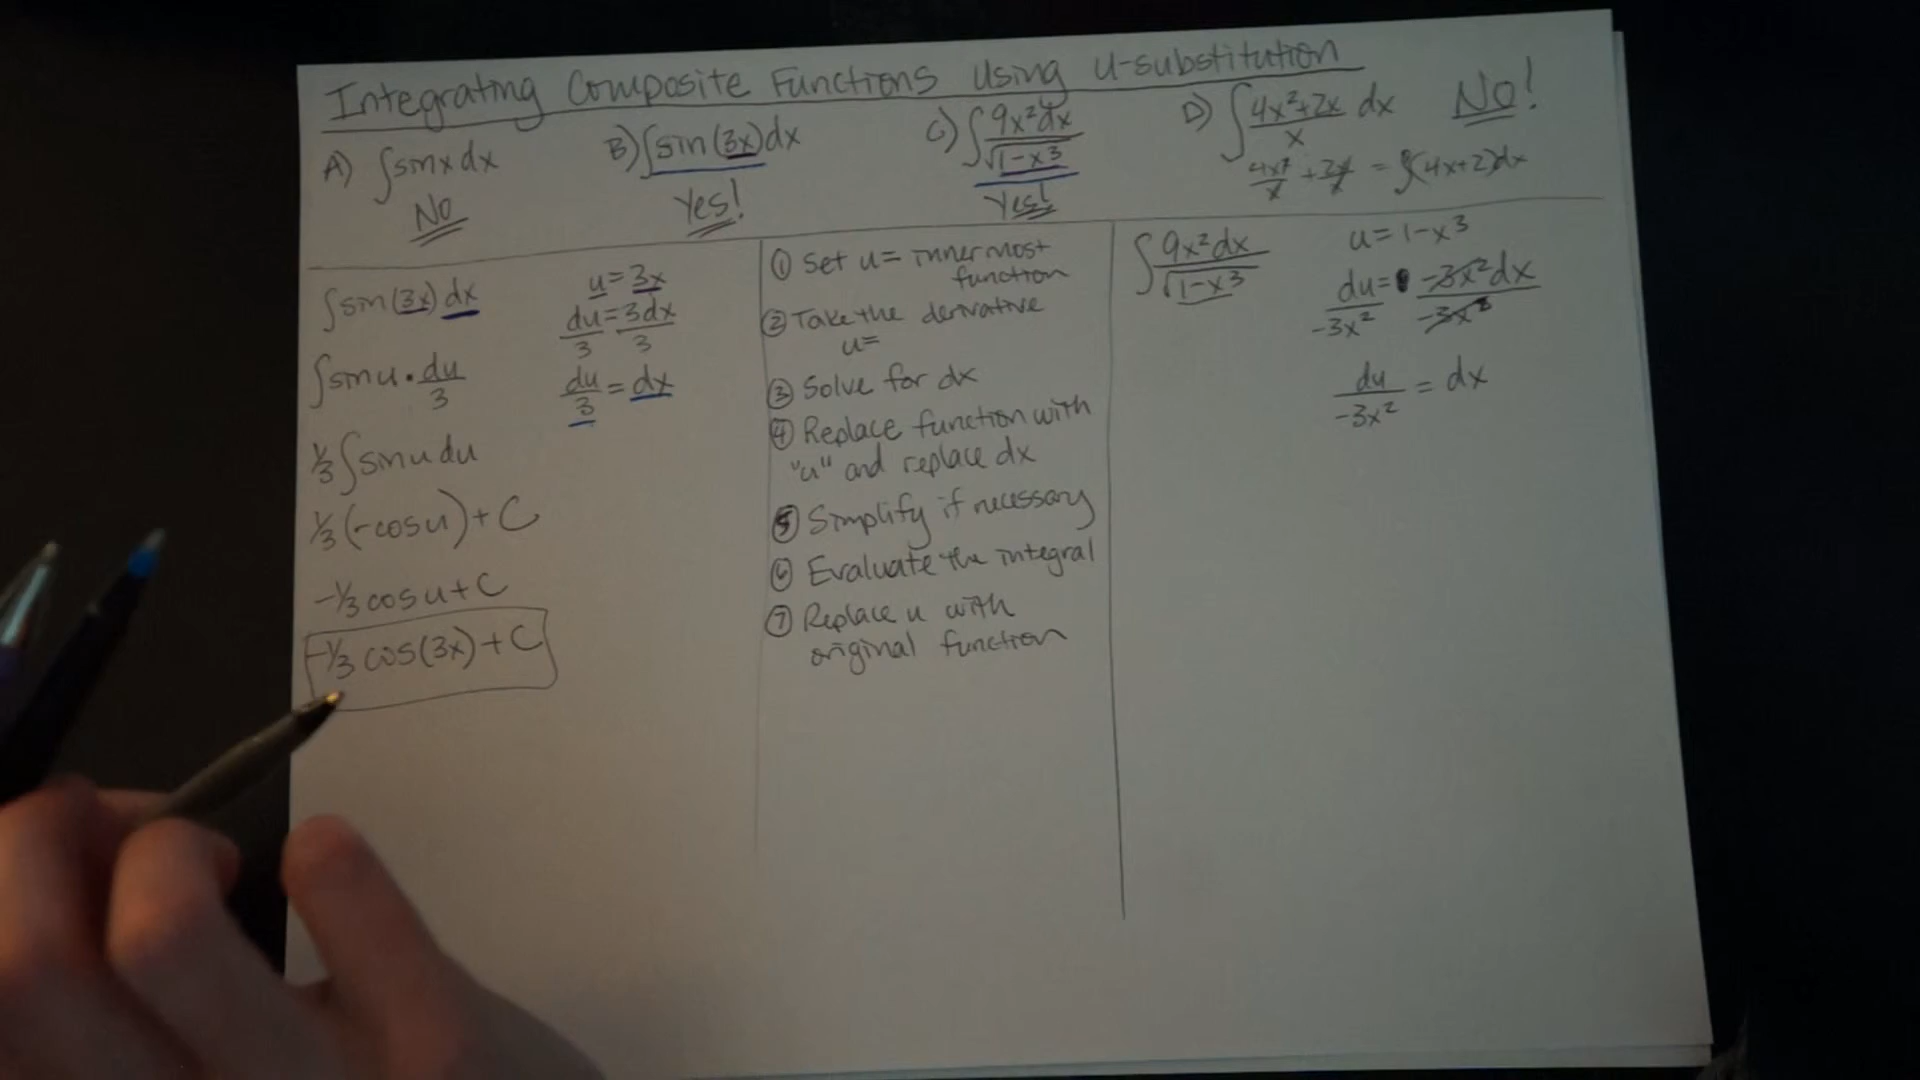 Integrating Composite Functions Using u-substitution
A) ∫sinx dx
No
B) ∫sin(3x)dx
Yes!
C) ∫9x²dx/√(1-x³)
Yes!
D) ∫(4x²+2x)/x dx No!
4x²/x + 2x/x = ∫(4x+2)dx
∫sin(3x) dx
∫sinu • du/3
⅓∫sinu du
⅓(-cosu)+C
-⅓cosu+C
-⅓cos(3x)+C
u=3x
du/3=3dx/3
du/3=dx
① Set u= innermost
function
② Take the derivative
u=
③ Solve for dx
④ Replace function with
"u" and replace dx
⑤ Simplify if necessary
⑥ Evaluate the integral
⑦ Replace u with
original function
∫9x²dx/√(1-x³)
u=1-x³
du/-3x²= -3x²dx/-3x²
du/-3x² = dx